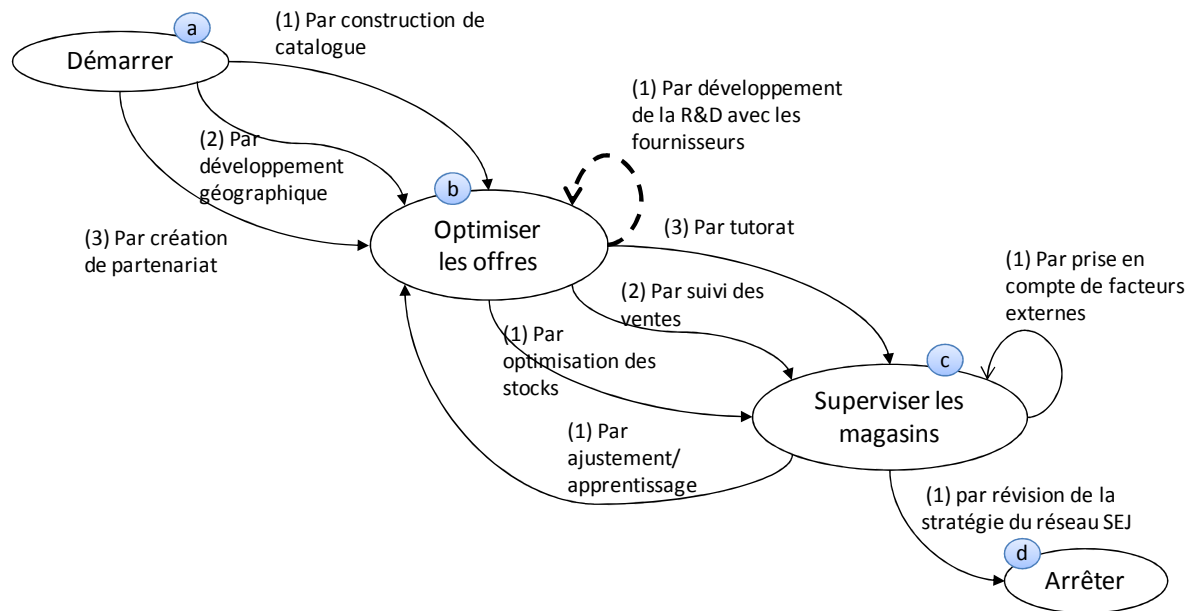 a
Démarrer
(1) Par construction de
catalogue
(2) Par
développement
géographique
(3) Par création
de partenariat
(1) Par développement
de la R&D avec les
fournisseurs
b
Optimiser
les offres
(3) Par tutorat
(2) Par suivi des
ventes
(1) Par
optimisation des
stocks
(1) Par prise en
compte de facteurs
externes
c
Superviser les
magasins
(1) Par
ajustement/
apprentissage
(1) par révision de la
stratégie du réseau SEJ
d
Arrêter